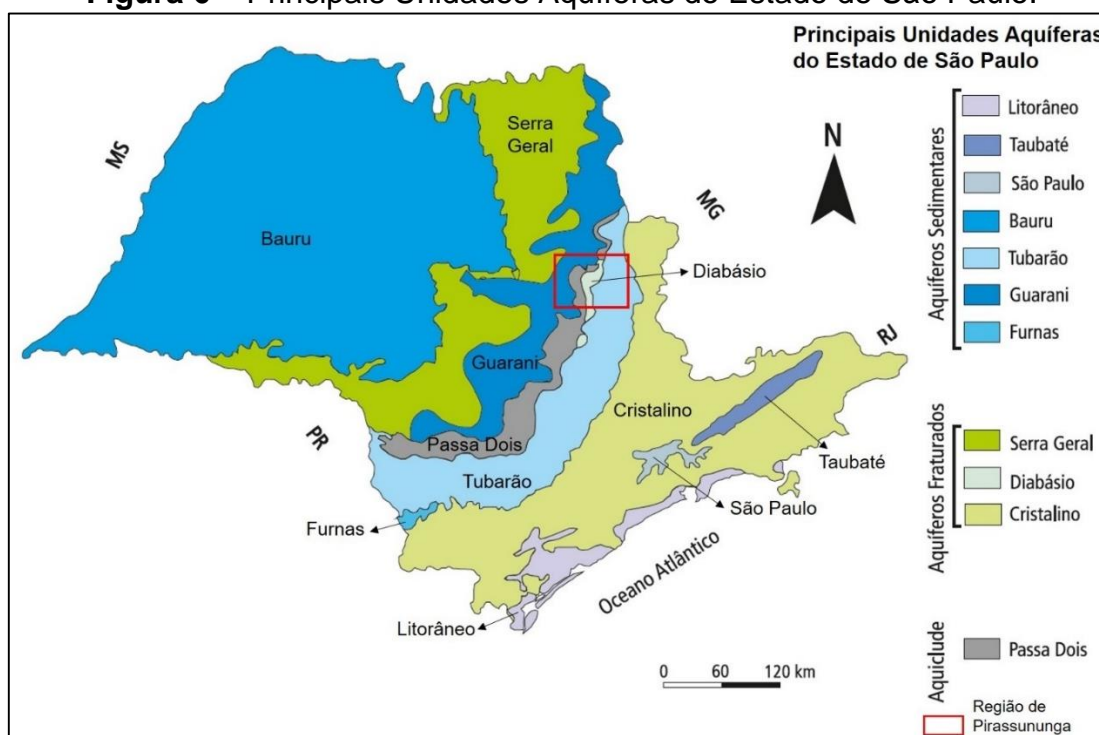 Principais Unidades Aquíferas do Estado de São Paulo.
Principais Unidades Aquíferas
do Estado de São Paulo
Aquíferos Sedimentares
Litorâneo
Taubaté
São Paulo
Bauru
Tubarão
Guarani
Furnas
Aquíferos Fraturados
Serra Geral
Diabásio
Cristalino
Aquiclude
Passa Dois
Região de
Pirassununga
N
MS
MG
RJ
PR
Serra
Geral
Bauru
Diabásio
Guarani
Cristalino
Passa Dois
Tubarão
Taubaté
São Paulo
Furnas
Oceano Atlântico
Litorâneo
0 60 120 km